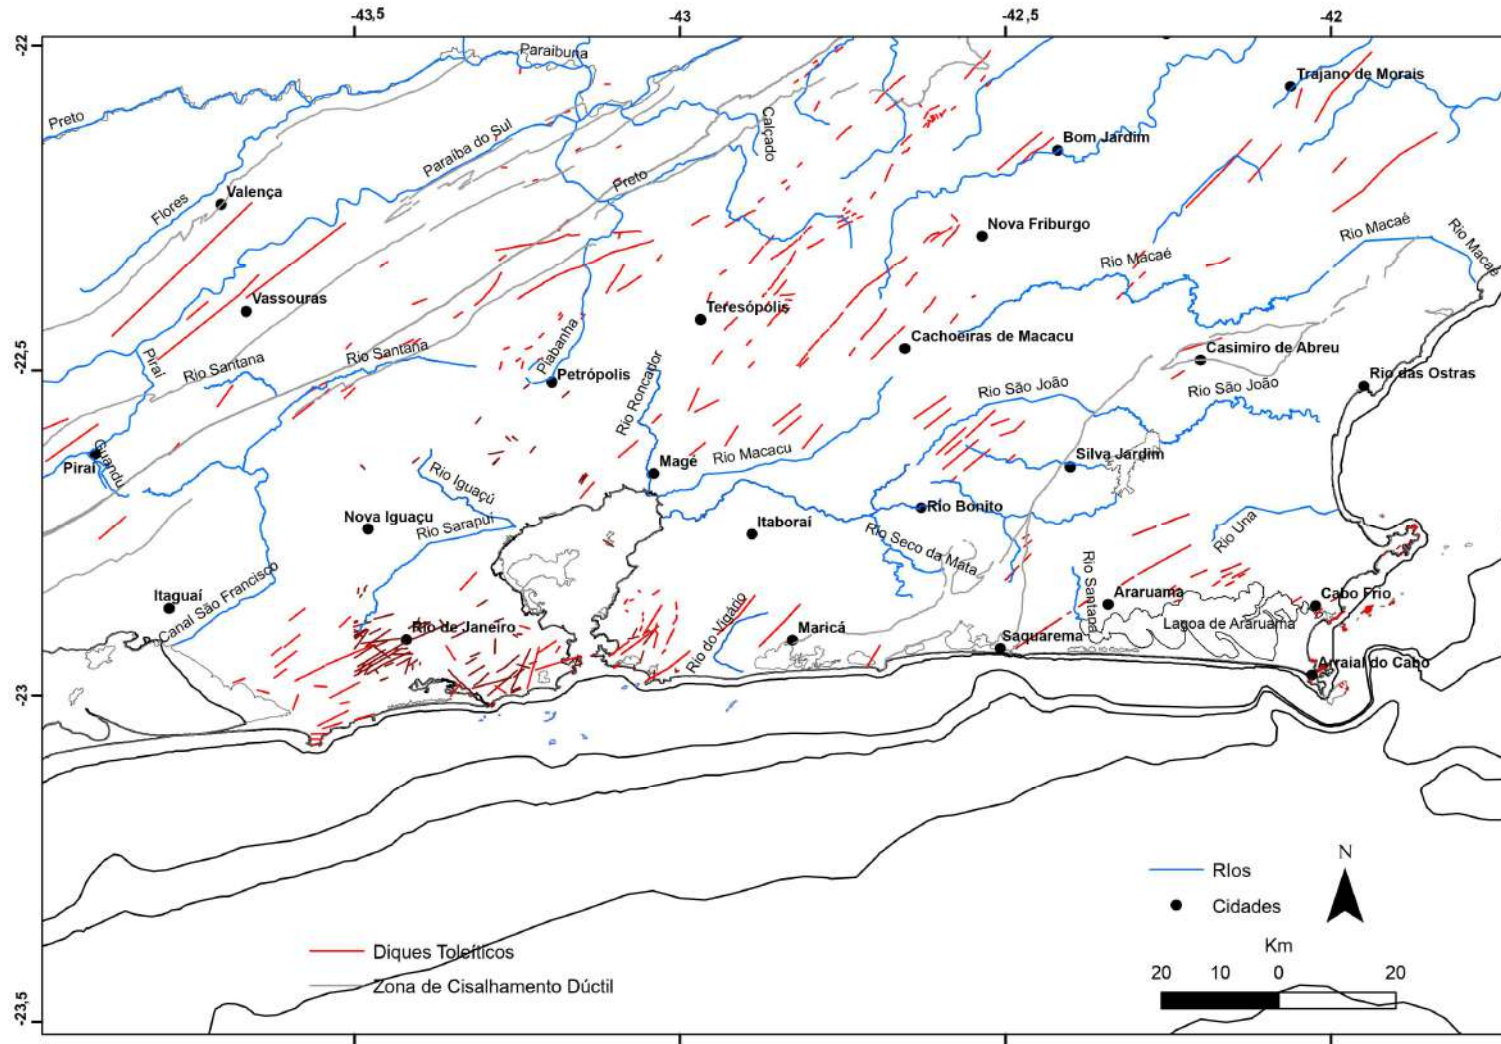 -43,5
-43
-42,5
-42
-22
Paraibuna
Trajano de Morais
Preto
Calçado
Bom Jardim
Paraíba do Sul
Preto
Valença
Flores
Nova Friburgo
Rio Macaé
Rio Macaé
Rio Macaé
Vassouras
Teresópolis
Piabanha
Cachoeiras de Macacu
Casimiro de Abreu
Piraí
Rio Santana
Rio Santana
-22,5
Petrópolis
Rio Roncador
Rio São João
Rio São João
Rio das Ostras
Guandu
Piraí
Rio Macacu
Silva Jardim
Magé
Rio Iguaçú
Nova Iguaçu
Rio Sarapuí
Itaboraí
Rio Bonito
Rio Seco da Mata
Rio Una
Itaguaí
Canal São Francisco
Rio Santana
Araruama
Cabo Frio
Lagoa de Araruama
Rio de Janeiro
Rio do Vigário
Maricá
Saquarema
Arraial do Cabo
-23
RIos
Cidades
N
Km
20 10 0 20
Diques Toleíticos
Zona de Cisalhamento Dúctil
-23,5